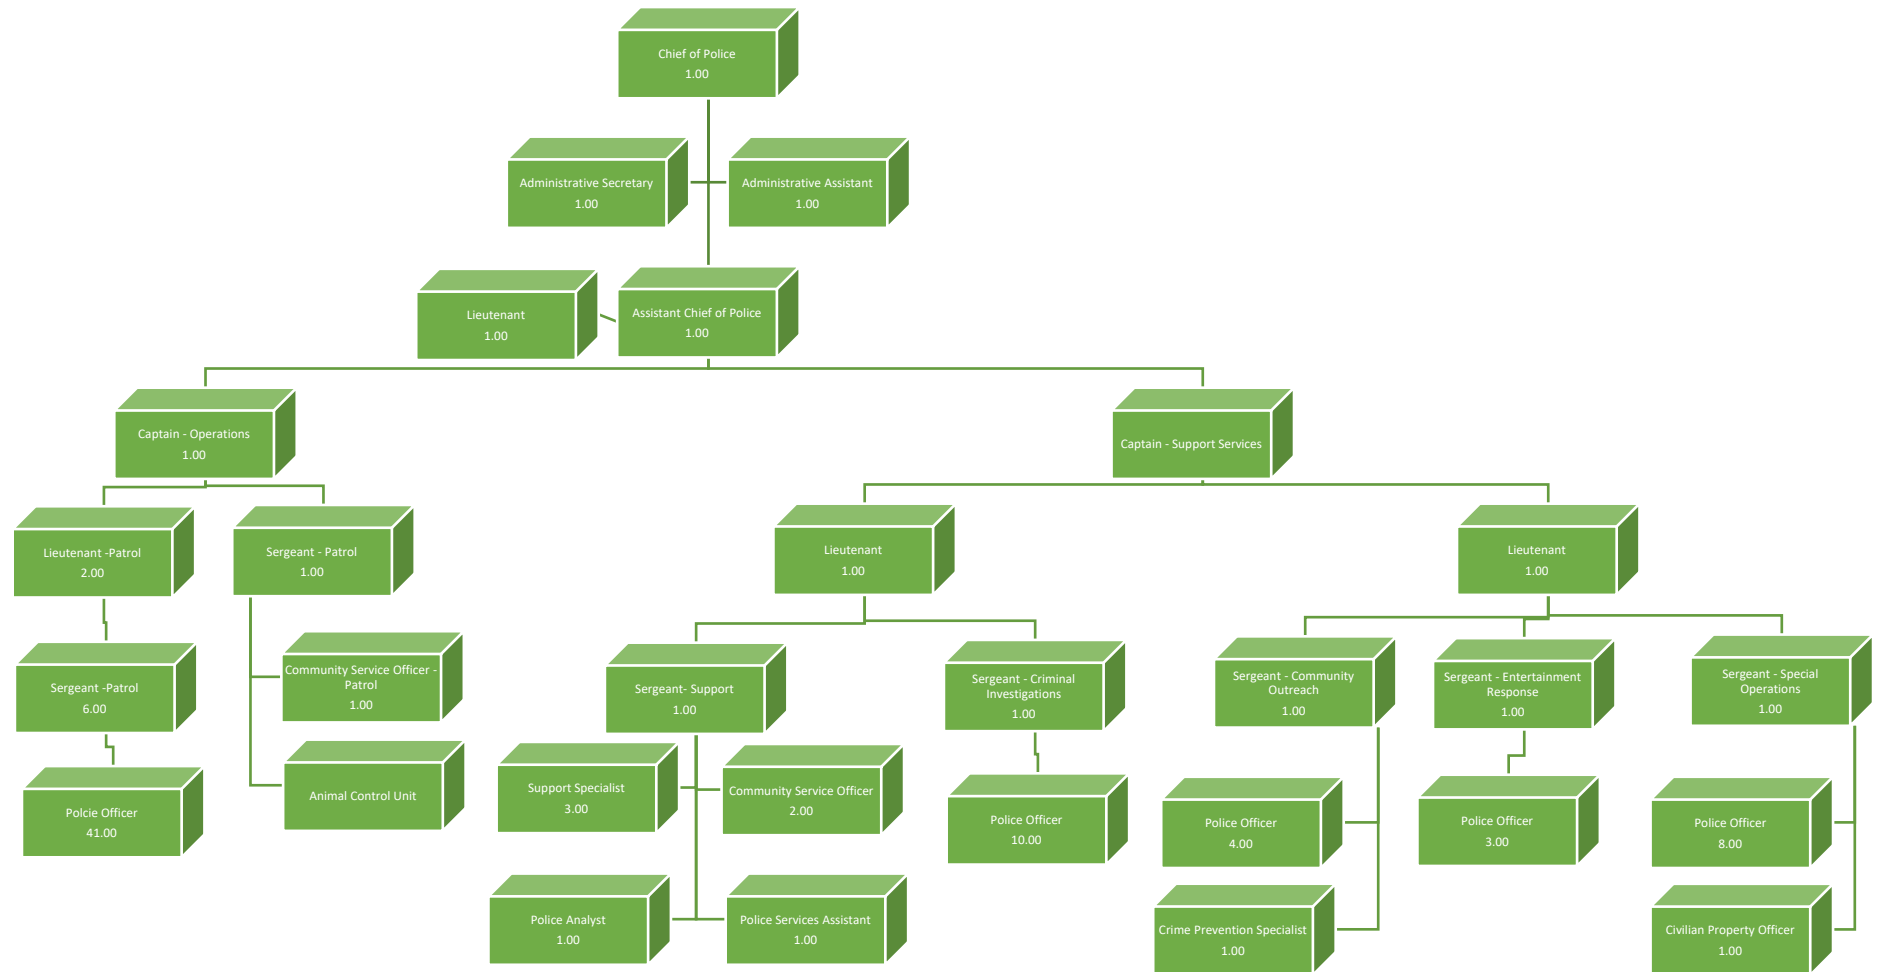 Chief of Police
1.00
Administrative Secretary
1.00
Administrative Assistant
1.00
Lieutenant
1.00
Assistant Chief of Police
1.00
Captain - Operations
1.00
Captain - Support Services
Lieutenant -Patrol
2.00
Sergeant - Patrol
1.00
Lieutenant
1.00
Lieutenant
1.00
Sergeant -Patrol
6.00
Community Service Officer -
Patrol
1.00
Sergeant- Support
1.00
Sergeant - Criminal
Investigations
1.00
Sergeant - Community
Outreach
1.00
Sergeant - Entertainment
Response
1.00
Sergeant - Special
Operations
1.00
Polcie Officer
41.00
Animal Control Unit
Support Specialist
3.00
Community Service Officer
2.00
Police Officer
10.00
Police Officer
4.00
Police Officer
3.00
Police Officer
8.00
Police Analyst
1.00
Police Services Assistant
1.00
Crime Prevention Specialist
1.00
Civilian Property Officer
1.00